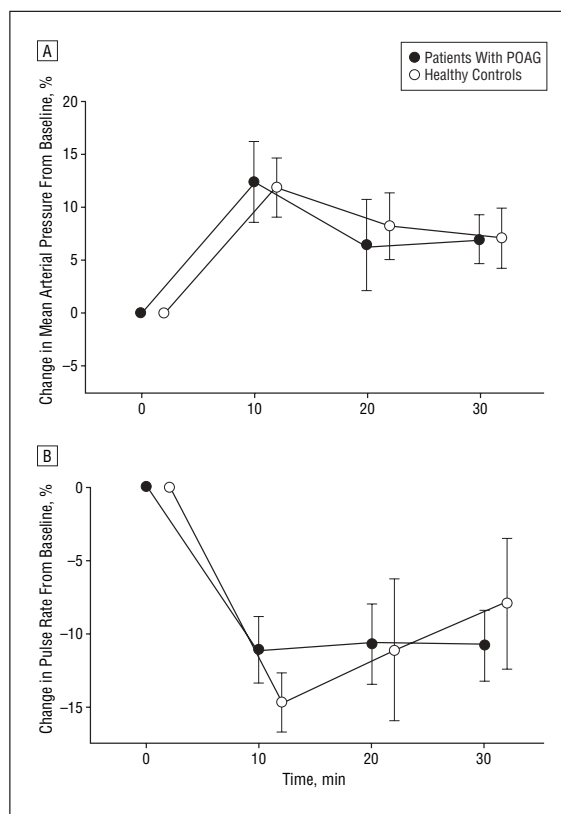 A
Patients With POAG
Healthy Controls
Change in Mean Arterial Pressure From Baseline, %
20
15
10
5
0
−5
0 10 20 30
B
Change in Pulse Rate From Baseline, %
0
−5
−10
−15
0 10 20 30
Time, min